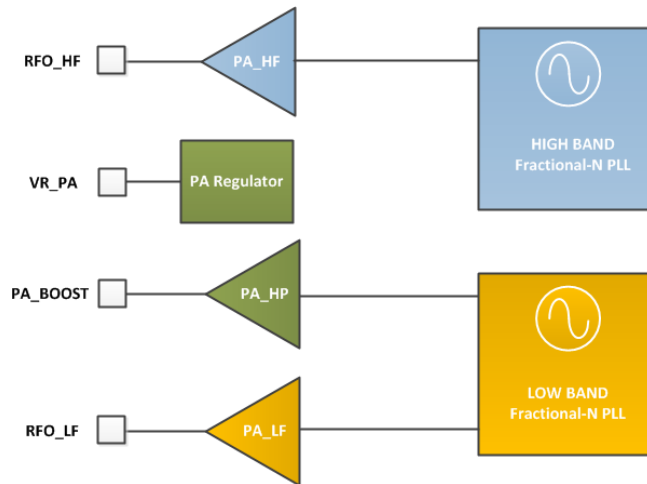 RFO_HF
PA_HF
HIGH BAND
Fractional-N PLL
VR_PA
PA Regulator
PA_BOOST
PA_HP
LOW BAND
Fractional-N PLL
RFO_LF
PA_LF